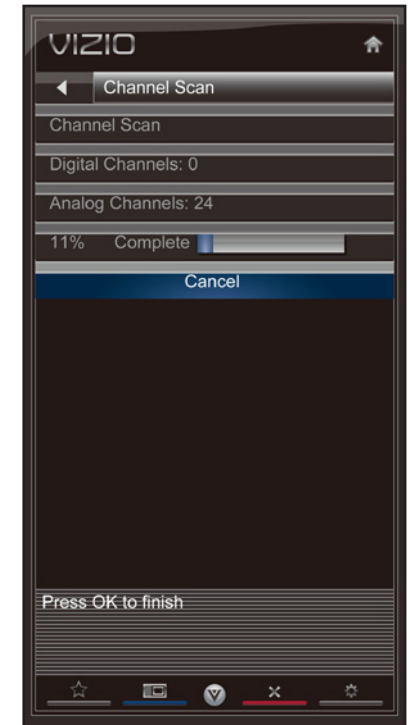 VIZIO
Channel Scan
Channel Scan
Digital Channels: 0
Analog Channels: 24
11% Complete
Cancel
Press OK to finish
V